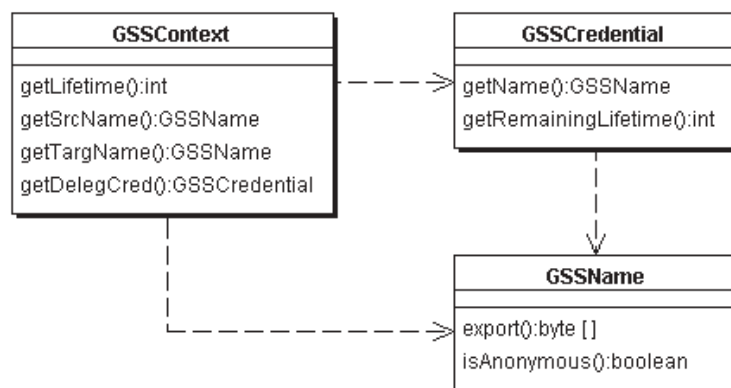 GSSContext
getLifetime():int
getSrcName():GSSName
getTargName():GSSName
getDelegCred():GSSCredential
GSSCredential
getName():GSSName
getRemainingLifetime():int
GSSName
export():byte [ ]
isAnonymous():boolean